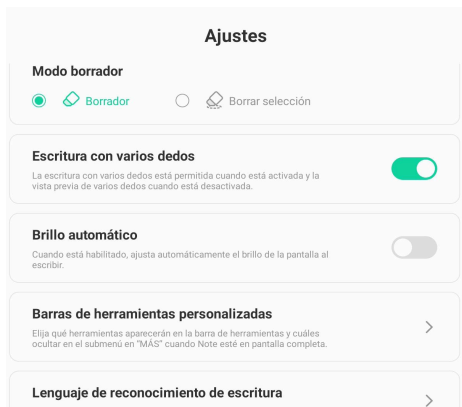 Ajustes
Modo borrador
Borrador Borrar selección
Escritura con varios dedos
La escritura con varios dedos está permitida cuando está activada y la
vista previa de varios dedos cuando está desactivada.
Brillo automático
Cuando está habilitado, ajusta automáticamente el brillo de la pantalla al
escribir.
Barras de herramientas personalizadas
Elija qué herramientas aparecerán en la barra de herramientas y cuáles
ocultar en el submenú en "MÁS" cuando Note esté en pantalla completa.
Lenguaje de reconocimiento de escritura